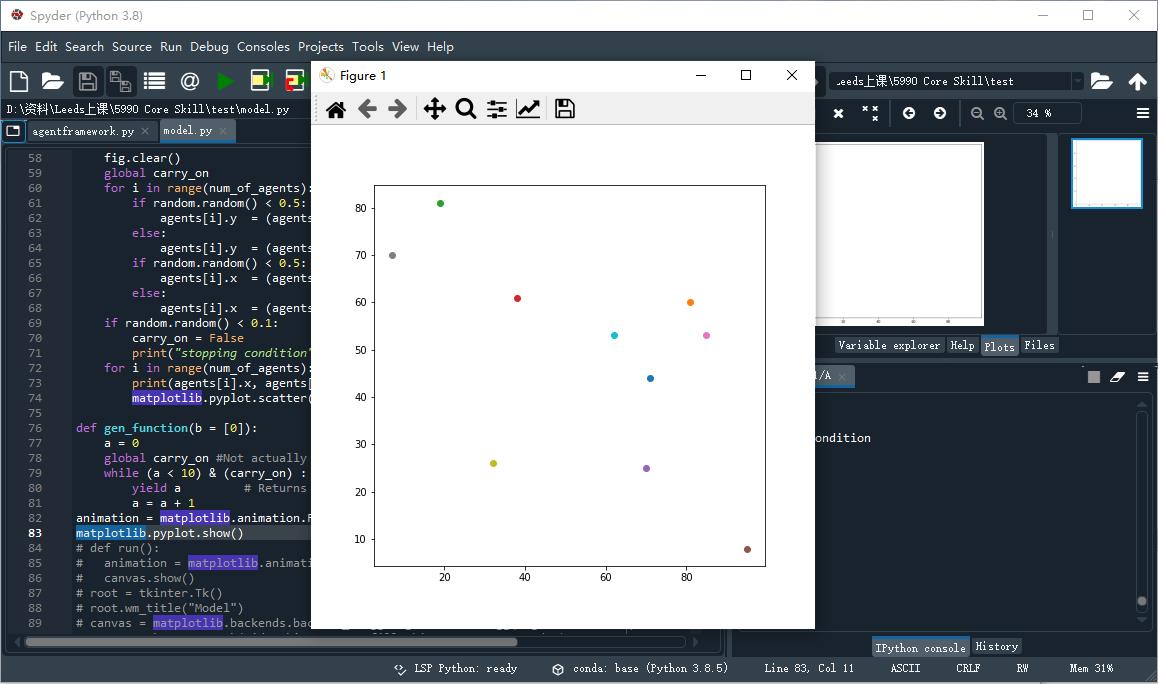 Spyder (Python 3.8)
File Edit Search Source Run Debug Consoles Projects Tools View Help
Figure 1
Leeds上课\5990 Core Skill\test
D:\资料\Leeds上课\5990 Core Skill\test\model.py
34 %
agentframework.py
model.py
58 fig.clear()
59 global carry_on
60 for i in range(num_of_agents):
61 if random.random() < 0.5:
62 agents[i].y = (agents
63 else:
64 agents[i].y = (agents
65 if random.random() < 0.5:
66 agents[i].x = (agents
67 else:
68 agents[i].x = (agents
69 if random.random() < 0.1:
70 carry_on = False
71 print("stopping condition"
72 for i in range(num_of_agents):
73 print(agents[i].x, agents[
74 matplotlib.pyplot.scatter(
75
76 def gen_function(b = [0]):
77 a = 0
78 global carry_on #Not actually
79 while (a < 10) & (carry_on) :
80 yield a # Returns
81 a = a + 1
82 animation = matplotlib.animation.F
83 matplotlib.pyplot.show()
84 # def run():
85 # animation = matplotlib.animati
86 # canvas.show()
87 # root = tkinter.Tk()
88 # root.wm_title("Model")
89 # canvas = matplotlib.backends.bac
80
70
60
50
40
30
20
10
20 40 60 80
Variable explorer Help Plots Files
1/A
ondition
IPython console History
LSP Python: ready conda: base (Python 3.8.5) Line 83, Col 11 ASCII CRLF RW Mem 31%